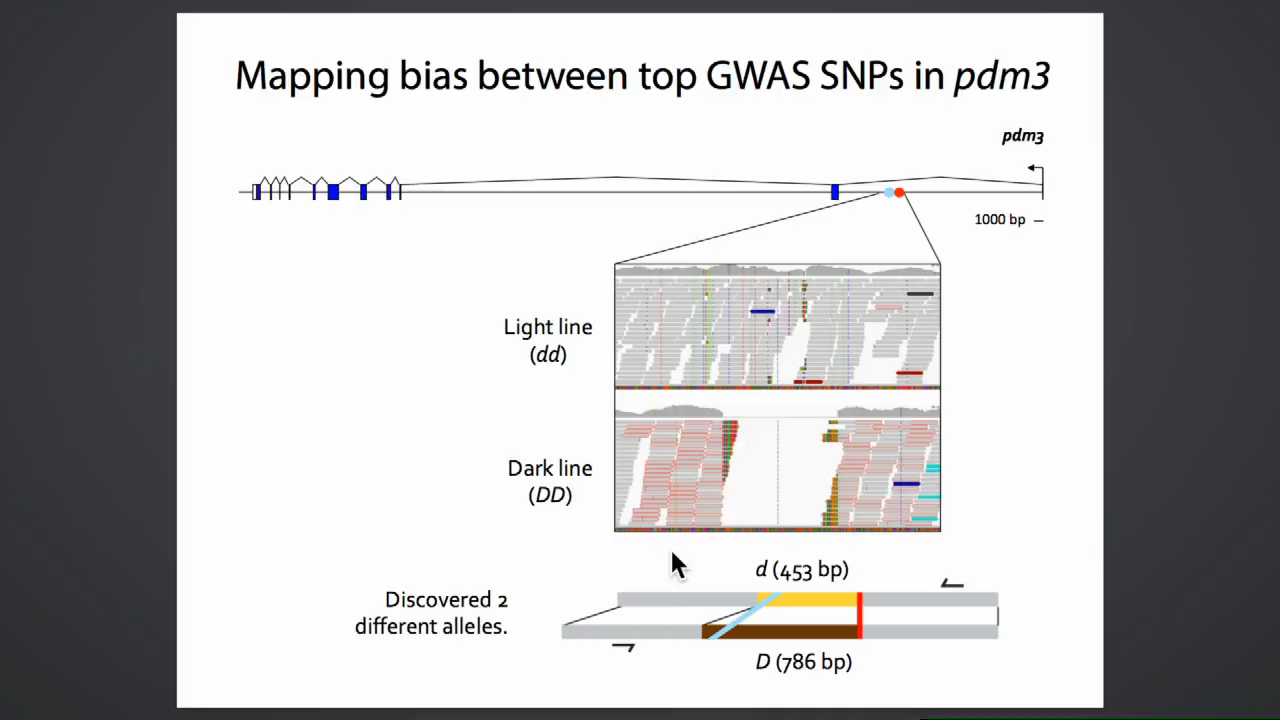 Mapping bias between top GWAS SNPs in pdm3
pdm3
1000 bp
Light line
(dd)
Dark line
(DD)
d (453 bp)
Discovered 2
different alleles.
D (786 bp)